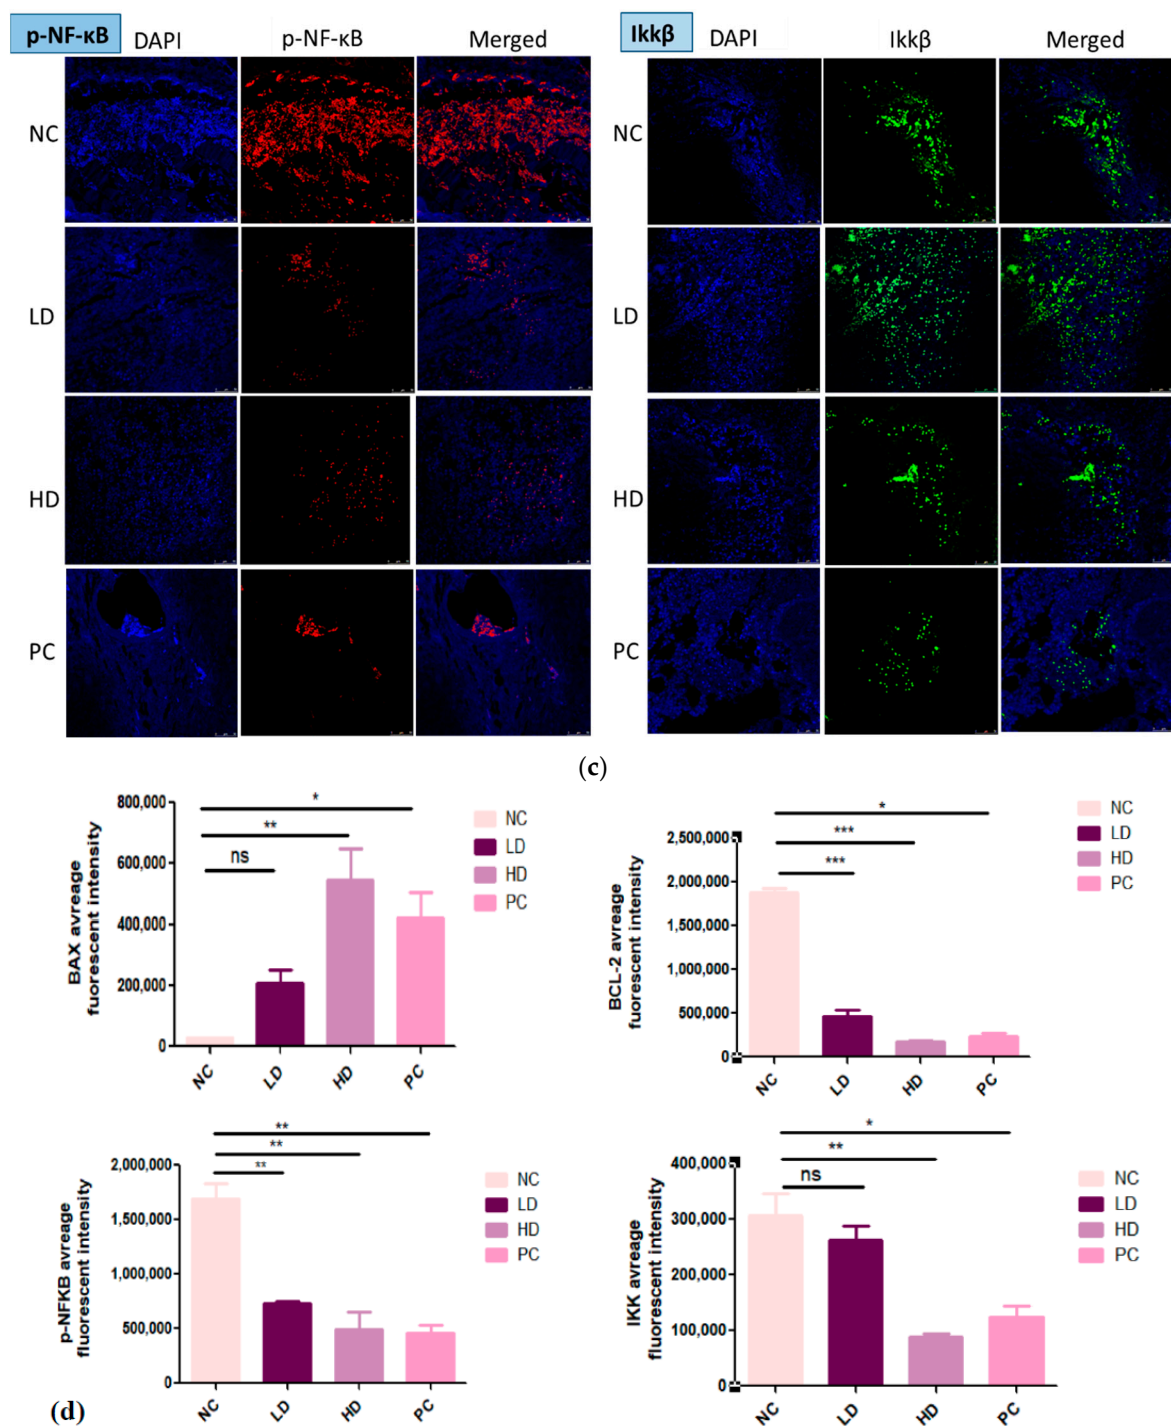 p-NF-κB DAPI p-NF-κB Merged
NC
LD
HD
PC
Ikkβ DAPI Ikkβ Merged
NC
LD
HD
PC
(c)
BAX avreage
fuorescent intensity
800,000
600,000
400,000
200,000
0
*
**
ns
NC
LD
HD
PC
NC LD HD PC
BCL-2 avreage
fuorescent intensity
2,500,000
2,000,000
1,500,000
1,000,000
500,000
0
*
***
***
NC
LD
HD
PC
NC LD HD PC
p-NFKB avreage
fluorescent intensity
2,000,000
1,500,000
1,000,000
500,000
0
**
**
**
NC
LD
HD
PC
NC LD HD PC
IKK avreage
fluorescent intensity
400,000
300,000
200,000
100,000
0
*
**
ns
NC
LD
HD
PC
NC LD HD PC
(d)